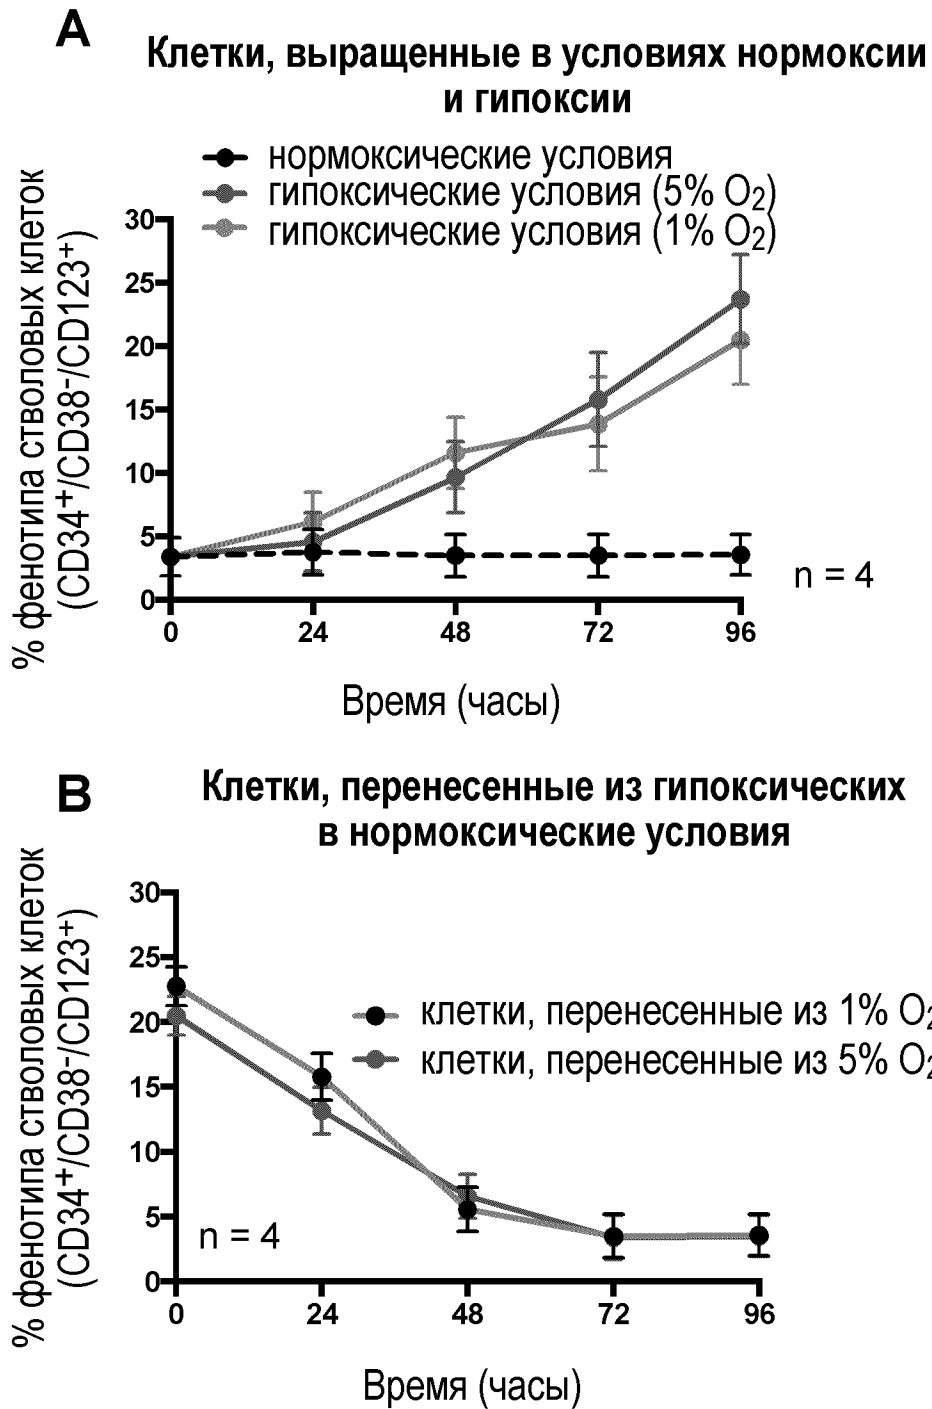 A
Клетки, выращенные в условиях нормоксии
и гипоксии
нормоксические условия
гипоксические условия (5% O₂)
гипоксические условия (1% O₂)
% фенотипа стволовых клеток
(CD34⁺/CD38⁻/CD123⁺)
30
25
20
15
10
5
0
n = 4
0 24 48 72 96
Время (часы)
B
Клетки, перенесенные из гипоксических
в нормоксические условия
% фенотипа стволовых клеток
(CD34⁺/CD38⁻/CD123⁺)
30
25
20
15
10
5
0
клетки, перенесенные из 1% O₂
клетки, перенесенные из 5% O₂
n = 4
0 24 48 72 96
Время (часы)